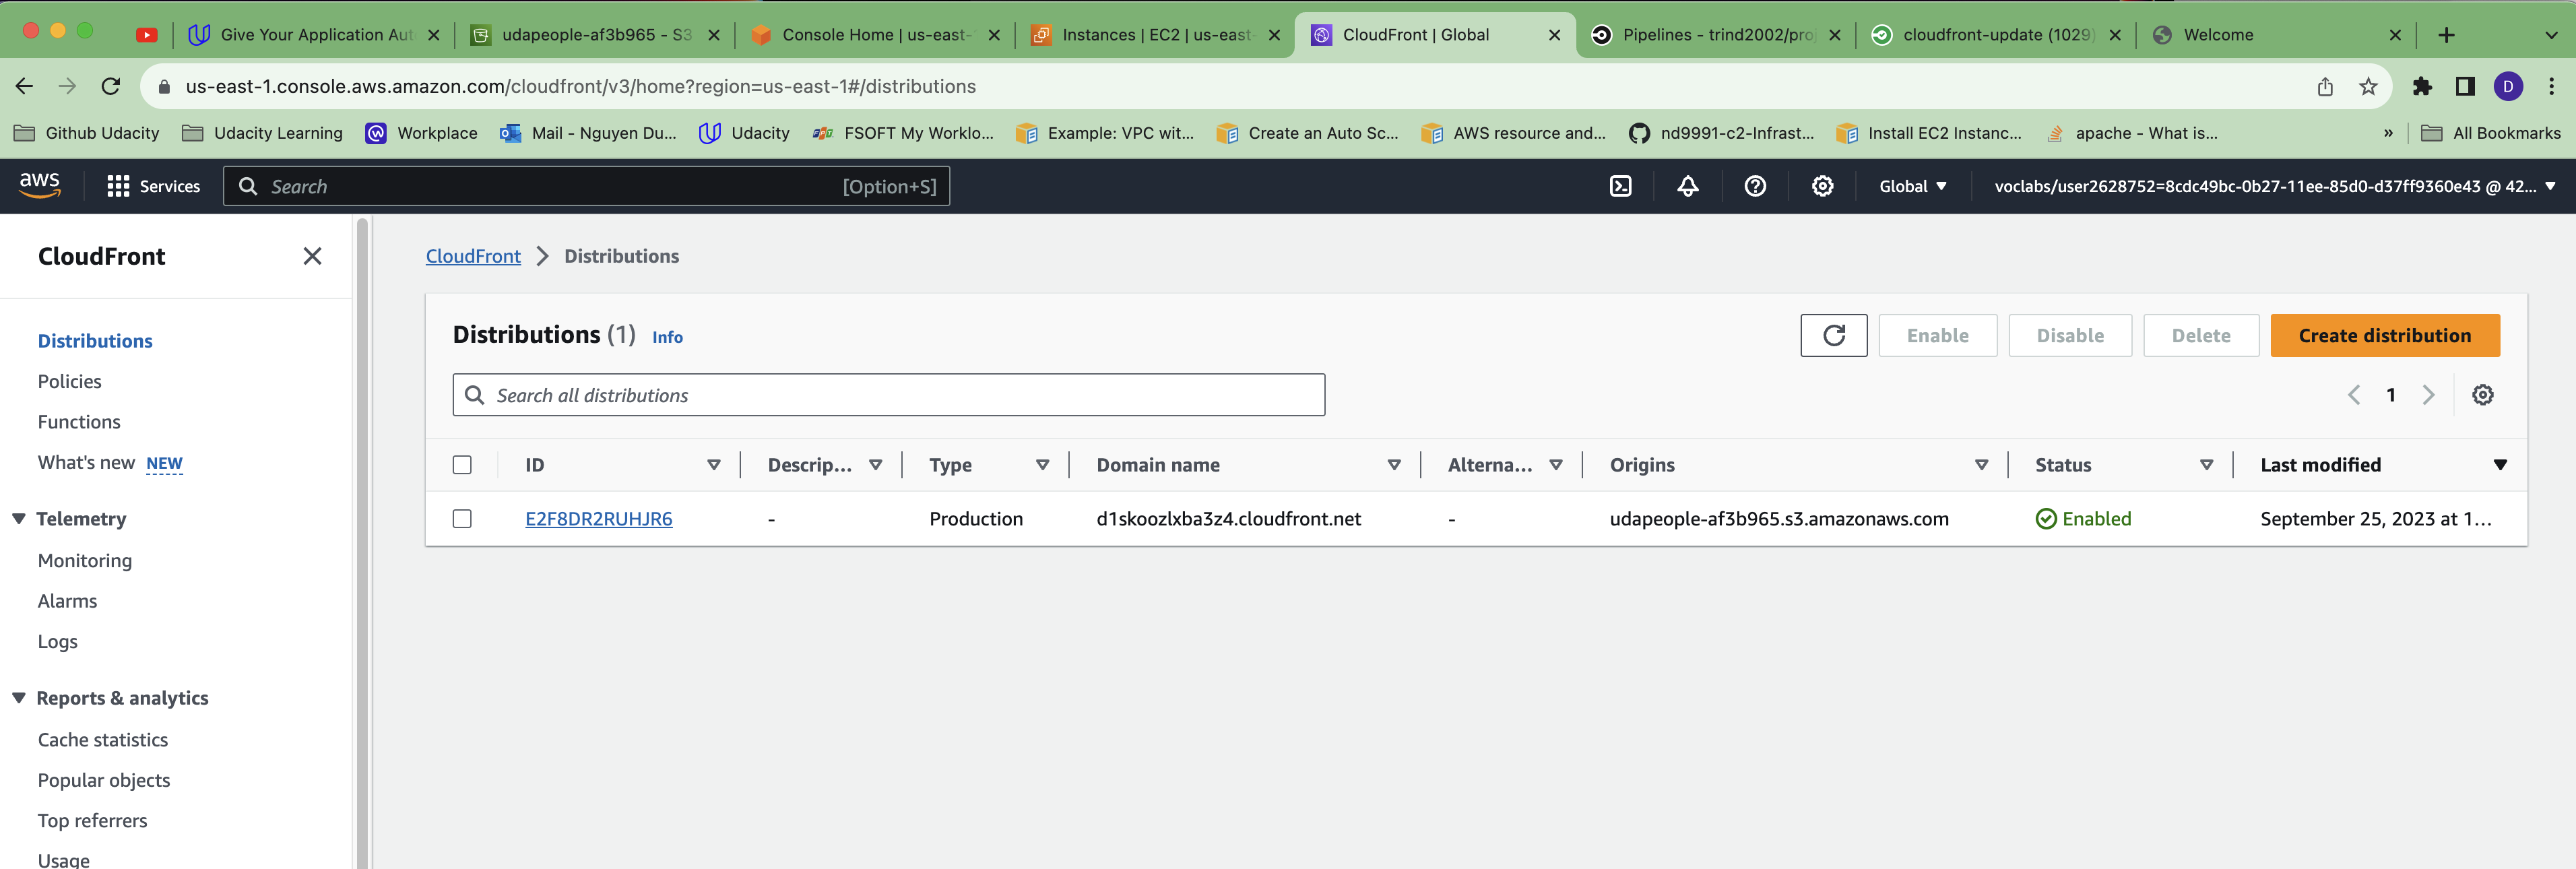 Give Your Application Aut
udapeople-af3b965 - S3
Console Home | us-east-
Instances | EC2 | us-east-
CloudFront | Global
Pipelines - trind2002/proj
cloudfront-update (1029)
Welcome
us-east-1.console.aws.amazon.com/cloudfront/v3/home?region=us-east-1#/distributions
D
Github Udacity
Udacity Learning
Workplace
Mail - Nguyen Du...
Udacity
FSOFT My Worklo...
Example: VPC wit...
Create an Auto Sc...
AWS resource and...
nd9991-c2-Infrast...
Install EC2 Instanc...
apache - What is...
»
All Bookmarks
aws
Services
Search
[Option+S]
Global
voclabs/user2628752=8cdc49bc-0b27-11ee-85d0-d37ff9360e43 @ 42...
CloudFront
Distributions
Policies
Functions
What's new NEW
Telemetry
Monitoring
Alarms
Logs
Reports & analytics
Cache statistics
Popular objects
Top referrers
Usage
CloudFront > Distributions
Distributions (1) Info
Enable
Disable
Delete
Create distribution
Search all distributions
1
ID Descrip... Type Domain name Alterna... Origins Status Last modified
E2F8DR2RUHJR6 - Production d1skoozlxba3z4.cloudfront.net - udapeople-af3b965.s3.amazonaws.com Enabled September 25, 2023 at 1...